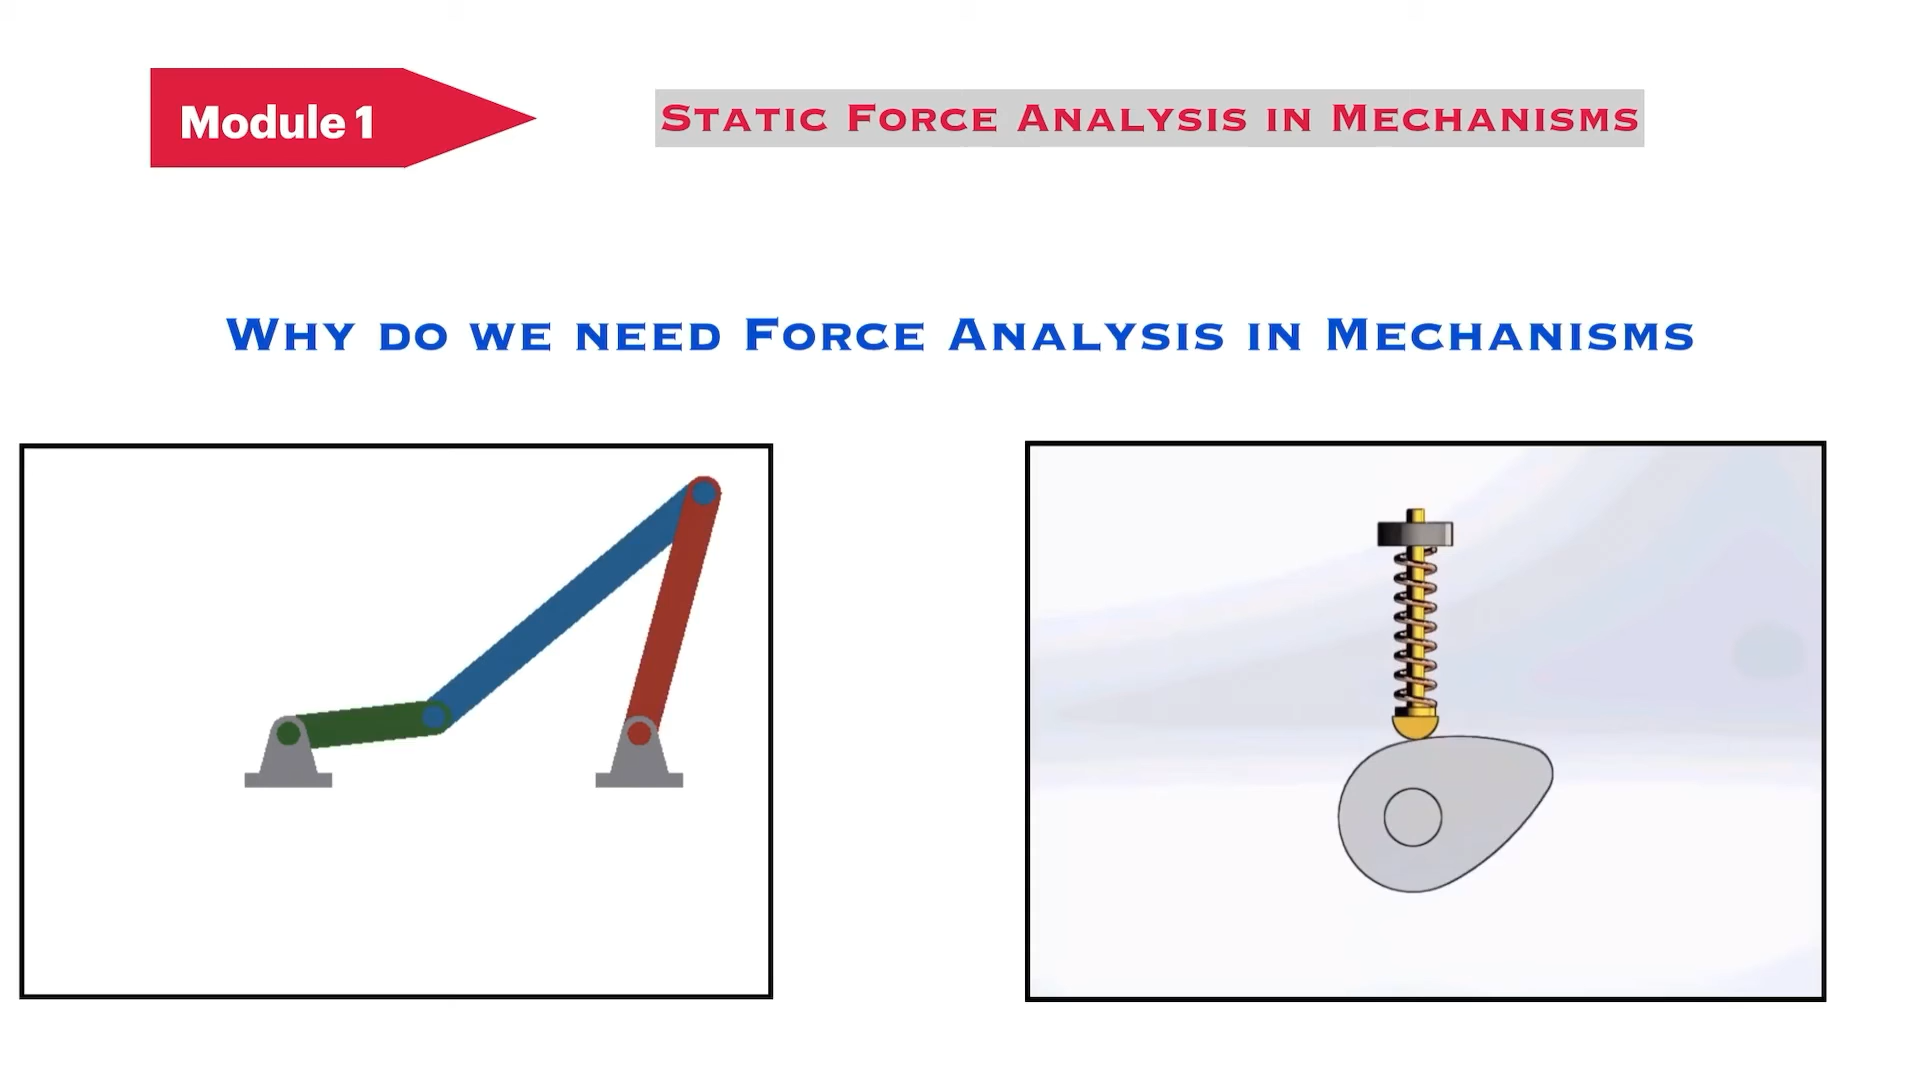 Module 1
Static Force Analysis in Mechanisms
Why do we need Force Analysis in Mechanisms